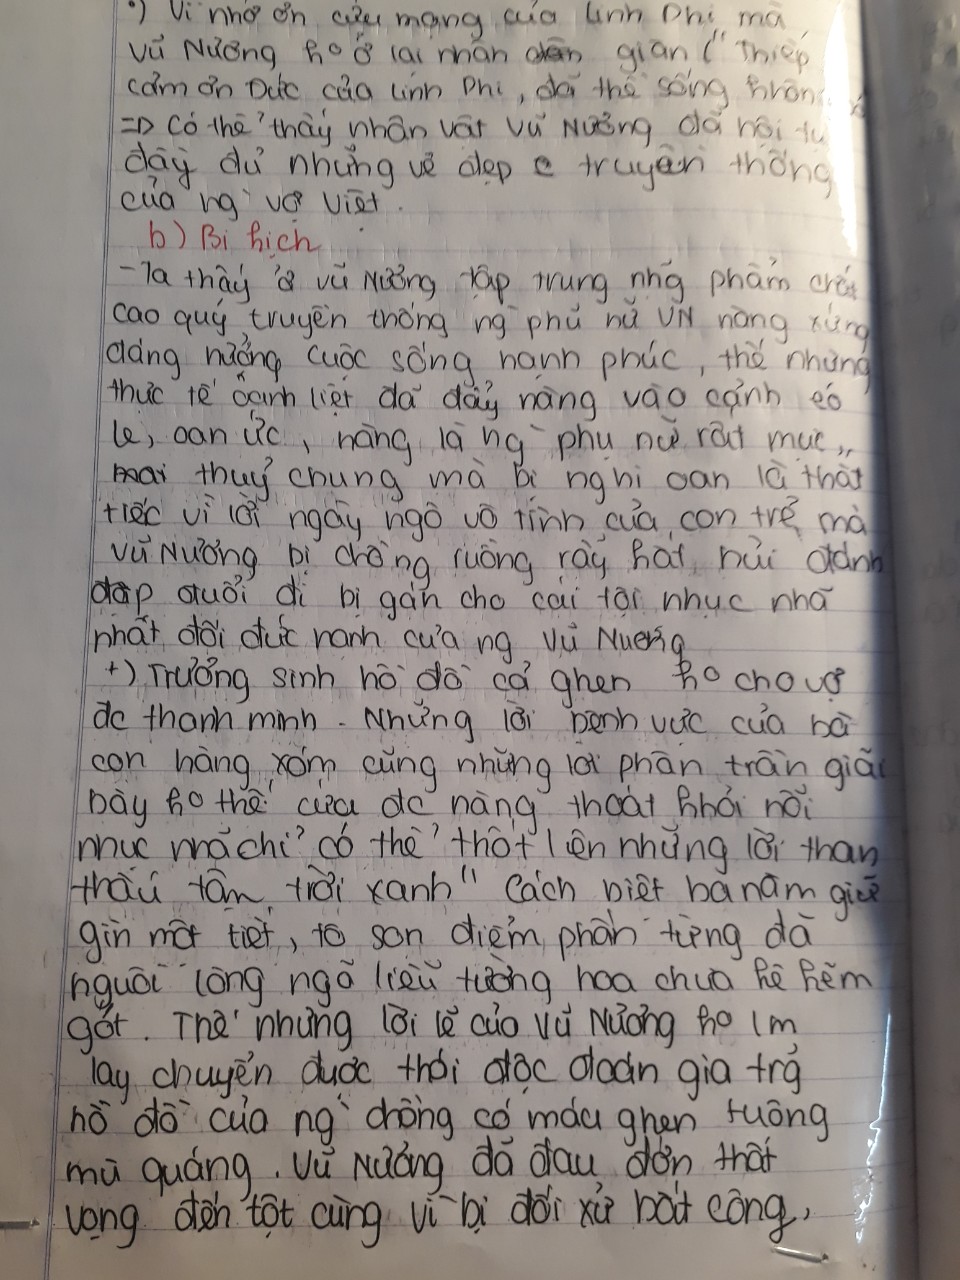 •) Vì nhớ ơn cứu mạng của Linh Phi mà
Vũ Nương ko ở lại nhân dân gian ( " Thiếp
cảm ơn Đức của Linh Phi, đã thề sống
=> Có thể thấy nhân vật Vũ Nương đã hội tụ
đầy đủ những vẻ đẹp truyền thống
của ng` vợ Việt.
b) Bi kịch
- Ta thấy ở Vũ Nương tập trung nhg phẩm chất
cao quý truyền thống ng` phụ nữ VN nàng xứng
đáng hưởng cuộc sống hạnh phúc, thế nhưng
thực tế liệt đã đẩy nàng vào cảnh éo
le, oan ức, nàng là ng` phụ nữ rất mực
thuỷ chung mà bị nghi oan là thất
tiếc vì lời ngây ngô vô tình của con trẻ mà
Vũ Nương bị chồng ruồng rẫy hắt hủi đánh
đập đuổi đi bị gán cho cái tội nhục nhã
nhất đối đức hạnh của ng Vũ Nương
+) Trường Sinh hồ đồ cả ghen ko cho vợ
đc thanh minh - Những lời bênh vực của bà
con hàng xóm cũng những lời phân trần giãi
bày ko thể cứu đc nàng thoát khỏi nỗi
nhục nhã chỉ có thể thốt lên những lời than
thấu tận trời xanh " Cách biệt ba năm giữ
gìn một tiết, tô son điểm phấn từng đã
nguôi lòng ngõ liễu tường hoa chưa hề bén
gót. Thế những lời lẽ của Vũ Nương ko lm
lay chuyển được thói độc đoán gia trg
hồ đồ của ng` chồng có máu ghen tuông
mù quáng. Vũ Nương đã đau đớn thất
vọng đến tột cùng vì bị đối xử bất công,